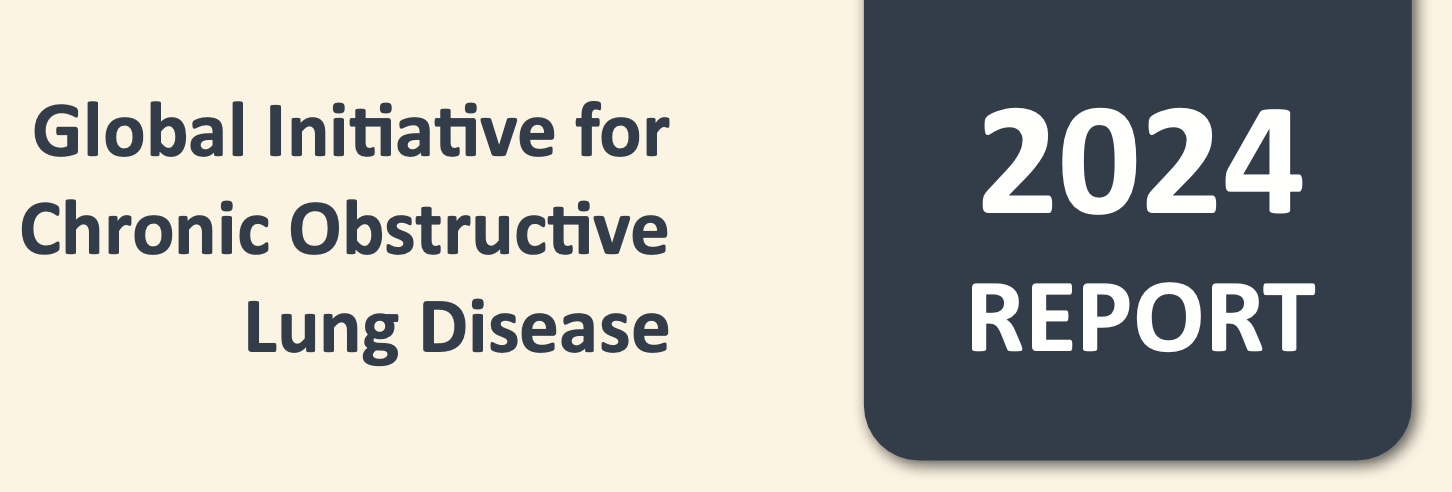 Global Initiative for
Chronic Obstructive
Lung Disease
2024
REPORT